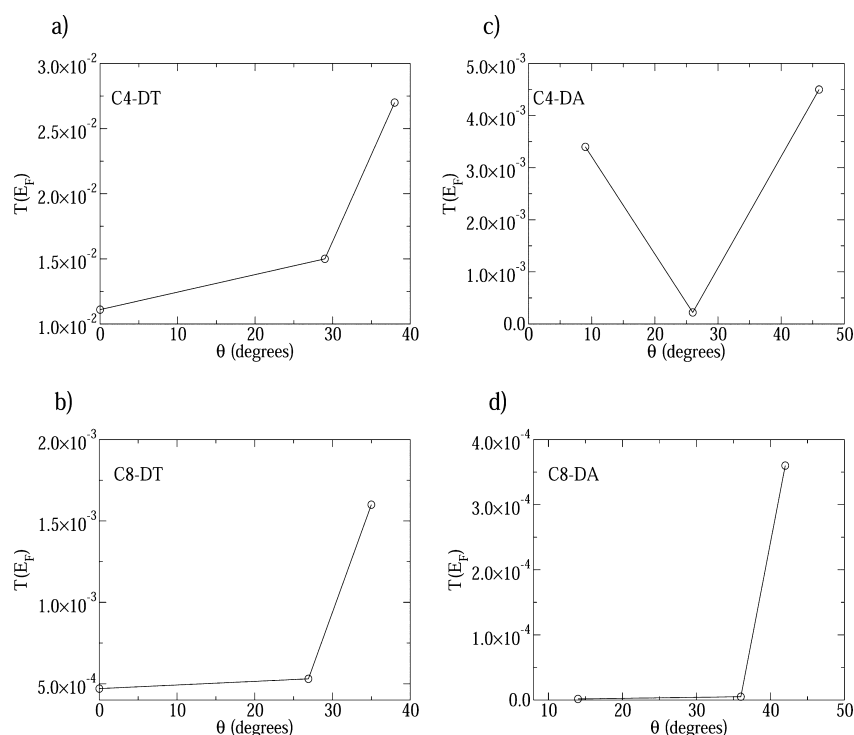 a)
3.0×10⁻²
C4-DT
2.5×10⁻²
2.0×10⁻²
T(E_F)
1.5×10⁻²
1.0×10⁻²
0 10 20 30 40
θ (degrees)
c)
5.0×10⁻³
C4-DA
4.0×10⁻³
3.0×10⁻³
T(E_F)
2.0×10⁻³
1.0×10⁻³
0.0
0 10 20 30 40 50
θ (degrees)
b)
2.0×10⁻³
C8-DT
1.5×10⁻³
T(E_F)
1.0×10⁻³
5.0×10⁻⁴
0 10 20 30 40
θ (degrees)
d)
4.0×10⁻⁴
C8-DA
3.0×10⁻⁴
T(E_F)
2.0×10⁻⁴
1.0×10⁻⁴
0.0
10 20 30 40 50
θ (degrees)